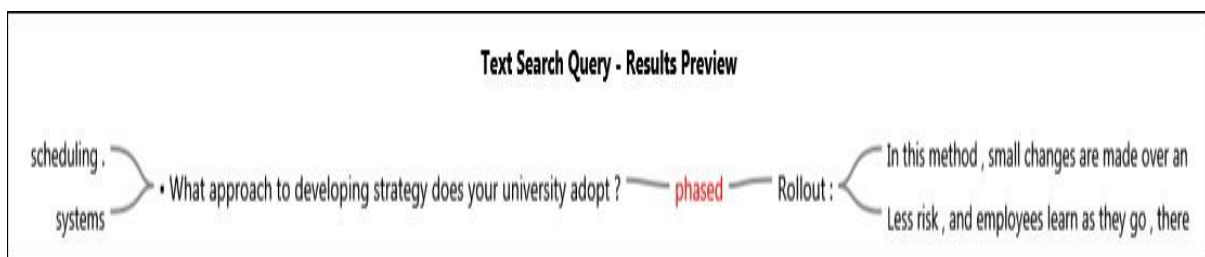 Text Search Query - Results Preview
scheduling .
systems
• What approach to developing strategy does your university adopt ?
phased
Rollout :
In this method , small changes are made over an
Less risk , and employees learn as they go , there